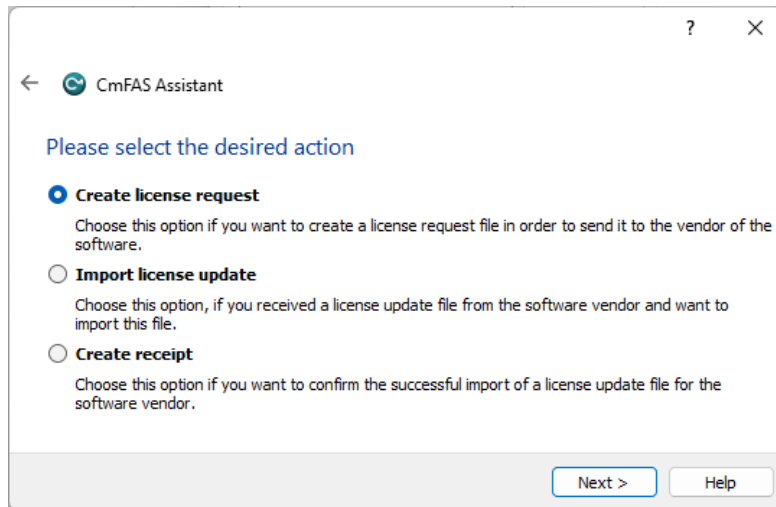 ?
CmFAS Assistant
Please select the desired action
Create license request
Choose this option if you want to create a license request file in order to send it to the vendor of the
software.
Import license update
Choose this option, if you received a license update file from the software vendor and want to
import this file.
Create receipt
Choose this option if you want to confirm the successful import of a license update file for the
software vendor.
Next >
Help